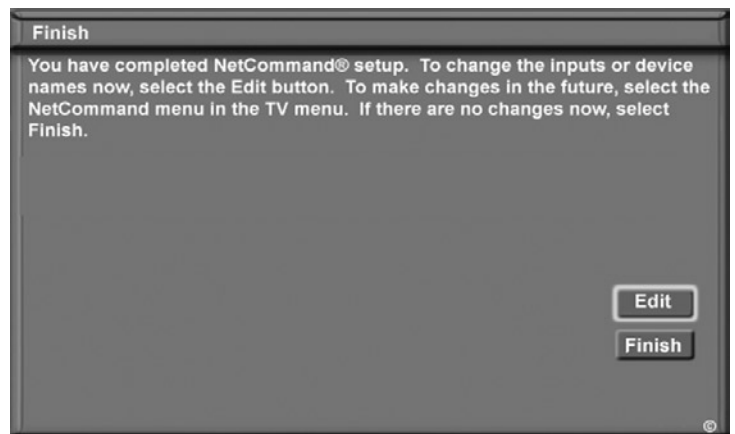 Finish
You have completed NetCommand® setup.  To change the inputs or device
names now, select the Edit button.  To make changes in the future, select the
NetCommand menu in the TV menu.  If there are no changes now, select
Finish.
Edit
Finish
©